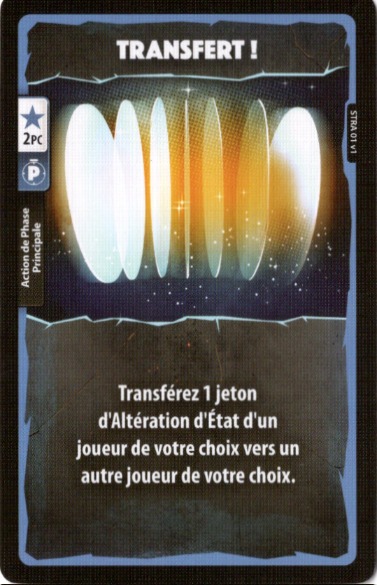 TRANSFERT !
2PC
P
STRA 01 v1
Action de Phase
Principale
Transférez 1 jeton
d'Altération d'État d'un
joueur de votre choix vers un
autre joueur de votre choix.